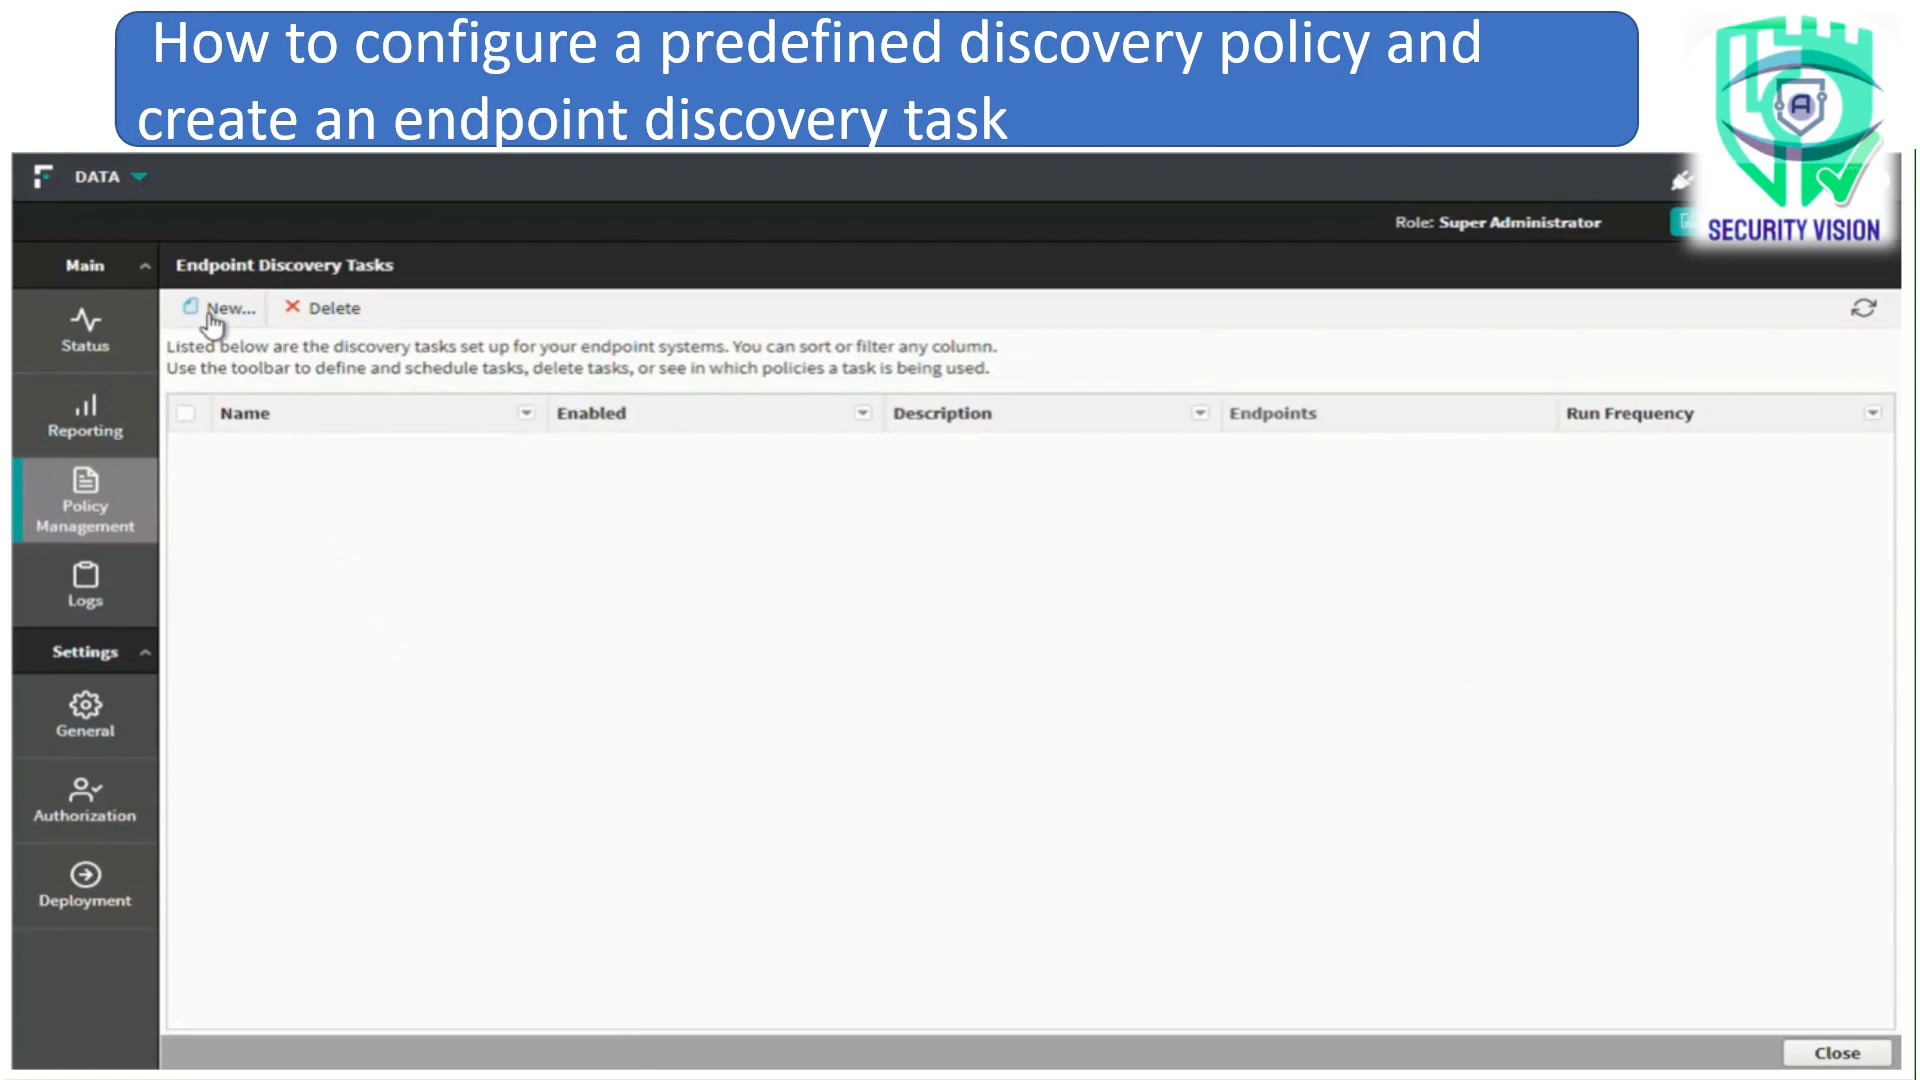 How to configure a predefined discovery policy and
create an endpoint discovery task
A
SECURITY VISION
DATA
Role: Super Administrator
Main
Endpoint Discovery Tasks
New...
Delete
Status
Listed below are the discovery tasks set up for your endpoint systems. You can sort or filter any column.
Use the toolbar to define and schedule tasks, delete tasks, or see in which policies a task is being used.
Name
Enabled
Description
Endpoints
Run Frequency
Reporting
Policy
Management
Logs
Settings
General
Authorization
Deployment
Close